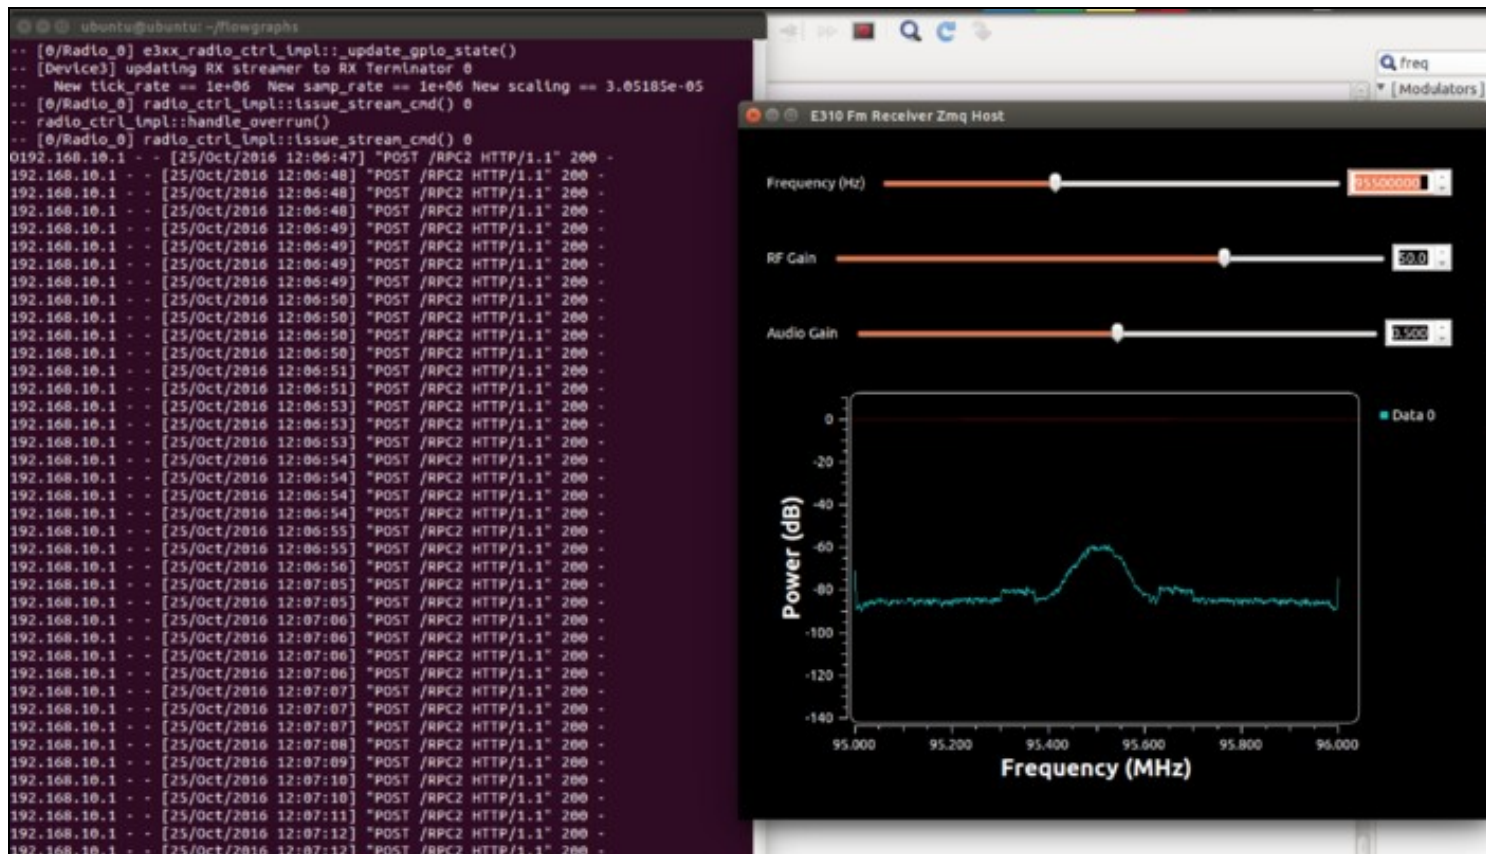 ubuntu@ubuntu: ~/flowgraphs
-- [0/Radio_0] e3xx_radio_ctrl_impl::_update_gpio_state()
-- [Device3] updating RX streamer to RX Terminator 0
--   New tick_rate == 1e+06  New samp_rate == 1e+06 New scaling == 3.05185e-05
-- [0/Radio_0] radio_ctrl_impl::issue_stream_cmd() 0
-- radio_ctrl_impl::handle_overrun()
-- [0/Radio_0] radio_ctrl_impl::issue_stream_cmd() 0
O192.168.10.1 - - [25/Oct/2016 12:06:47] "POST /RPC2 HTTP/1.1" 200 -
192.168.10.1 - - [25/Oct/2016 12:06:48] "POST /RPC2 HTTP/1.1" 200 -
192.168.10.1 - - [25/Oct/2016 12:06:48] "POST /RPC2 HTTP/1.1" 200 -
192.168.10.1 - - [25/Oct/2016 12:06:48] "POST /RPC2 HTTP/1.1" 200 -
192.168.10.1 - - [25/Oct/2016 12:06:49] "POST /RPC2 HTTP/1.1" 200 -
192.168.10.1 - - [25/Oct/2016 12:06:49] "POST /RPC2 HTTP/1.1" 200 -
192.168.10.1 - - [25/Oct/2016 12:06:49] "POST /RPC2 HTTP/1.1" 200 -
192.168.10.1 - - [25/Oct/2016 12:06:49] "POST /RPC2 HTTP/1.1" 200 -
192.168.10.1 - - [25/Oct/2016 12:06:50] "POST /RPC2 HTTP/1.1" 200 -
192.168.10.1 - - [25/Oct/2016 12:06:50] "POST /RPC2 HTTP/1.1" 200 -
192.168.10.1 - - [25/Oct/2016 12:06:50] "POST /RPC2 HTTP/1.1" 200 -
192.168.10.1 - - [25/Oct/2016 12:06:50] "POST /RPC2 HTTP/1.1" 200 -
192.168.10.1 - - [25/Oct/2016 12:06:51] "POST /RPC2 HTTP/1.1" 200 -
192.168.10.1 - - [25/Oct/2016 12:06:51] "POST /RPC2 HTTP/1.1" 200 -
192.168.10.1 - - [25/Oct/2016 12:06:53] "POST /RPC2 HTTP/1.1" 200 -
192.168.10.1 - - [25/Oct/2016 12:06:53] "POST /RPC2 HTTP/1.1" 200 -
192.168.10.1 - - [25/Oct/2016 12:06:53] "POST /RPC2 HTTP/1.1" 200 -
192.168.10.1 - - [25/Oct/2016 12:06:54] "POST /RPC2 HTTP/1.1" 200 -
192.168.10.1 - - [25/Oct/2016 12:06:54] "POST /RPC2 HTTP/1.1" 200 -
192.168.10.1 - - [25/Oct/2016 12:06:54] "POST /RPC2 HTTP/1.1" 200 -
192.168.10.1 - - [25/Oct/2016 12:06:54] "POST /RPC2 HTTP/1.1" 200 -
192.168.10.1 - - [25/Oct/2016 12:06:55] "POST /RPC2 HTTP/1.1" 200 -
192.168.10.1 - - [25/Oct/2016 12:06:55] "POST /RPC2 HTTP/1.1" 200 -
192.168.10.1 - - [25/Oct/2016 12:06:56] "POST /RPC2 HTTP/1.1" 200 -
192.168.10.1 - - [25/Oct/2016 12:07:05] "POST /RPC2 HTTP/1.1" 200 -
192.168.10.1 - - [25/Oct/2016 12:07:05] "POST /RPC2 HTTP/1.1" 200 -
192.168.10.1 - - [25/Oct/2016 12:07:06] "POST /RPC2 HTTP/1.1" 200 -
192.168.10.1 - - [25/Oct/2016 12:07:06] "POST /RPC2 HTTP/1.1" 200 -
192.168.10.1 - - [25/Oct/2016 12:07:06] "POST /RPC2 HTTP/1.1" 200 -
192.168.10.1 - - [25/Oct/2016 12:07:06] "POST /RPC2 HTTP/1.1" 200 -
192.168.10.1 - - [25/Oct/2016 12:07:07] "POST /RPC2 HTTP/1.1" 200 -
192.168.10.1 - - [25/Oct/2016 12:07:07] "POST /RPC2 HTTP/1.1" 200 -
192.168.10.1 - - [25/Oct/2016 12:07:07] "POST /RPC2 HTTP/1.1" 200 -
192.168.10.1 - - [25/Oct/2016 12:07:08] "POST /RPC2 HTTP/1.1" 200 -
192.168.10.1 - - [25/Oct/2016 12:07:09] "POST /RPC2 HTTP/1.1" 200 -
192.168.10.1 - - [25/Oct/2016 12:07:10] "POST /RPC2 HTTP/1.1" 200 -
192.168.10.1 - - [25/Oct/2016 12:07:10] "POST /RPC2 HTTP/1.1" 200 -
192.168.10.1 - - [25/Oct/2016 12:07:11] "POST /RPC2 HTTP/1.1" 200 -
192.168.10.1 - - [25/Oct/2016 12:07:12] "POST /RPC2 HTTP/1.1" 200 -
192.168.10.1 - - [25/Oct/2016 12:07:12] "POST /RPC2 HTTP/1.1" 200 -
freq
[Modulators]
E310 Fm Receiver Zmq Host
Frequency (Hz) 95500000
RF Gain 50.0
Audio Gain 0.500
Data 0
Power (dB)
0
-20
-40
-60
-80
-100
-120
-140
95.000 95.200 95.400 95.600 95.800 96.000
Frequency (MHz)